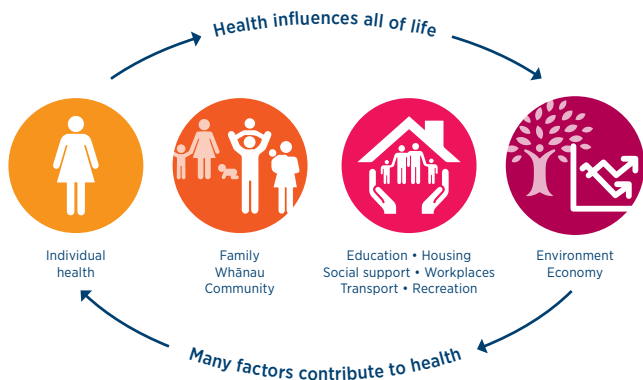 Health influences all of life
Individual
health
Family
Whānau
Community
Education • Housing
Social support • Workplaces
Transport • Recreation
Environment
Economy
Many factors contribute to health